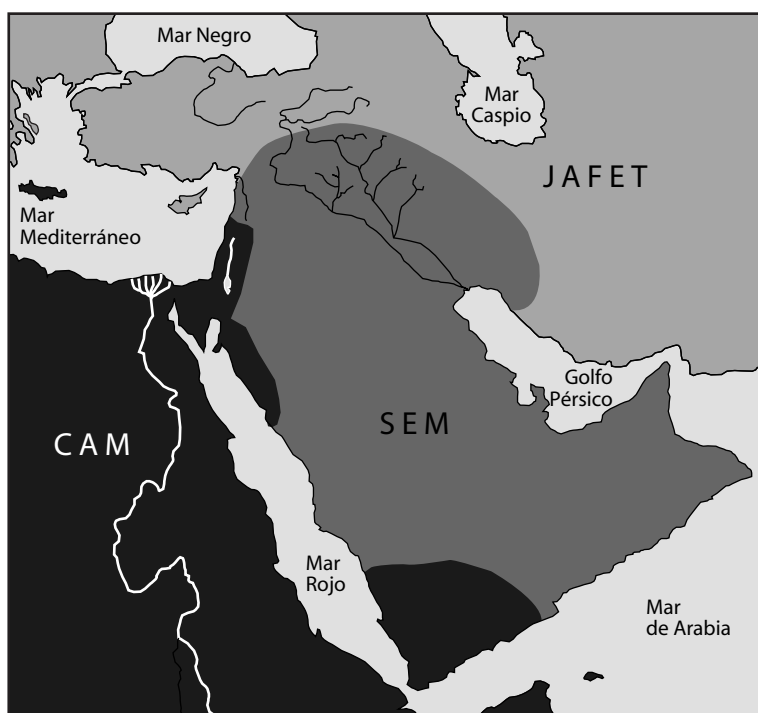 Mar Negro
Mar
Caspio
JAFET
Mar
Mediterráneo
Golfo
Pérsico
SEM
CAM
Mar
Rojo
Mar
de Arabia